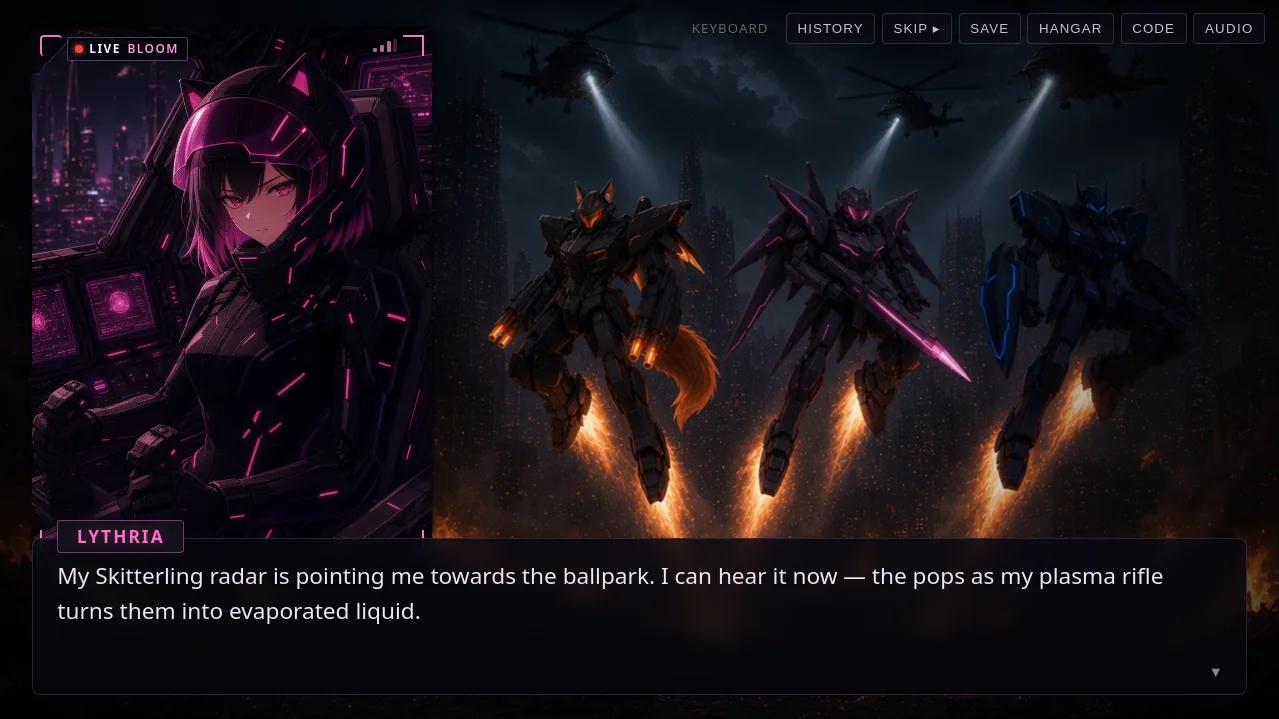 LIVE BLOOM
KEYBOARD HISTORY SKIP ▸ SAVE HANGAR CODE AUDIO
LYTHRIA
My Skitterling radar is pointing me towards the ballpark. I can hear it now — the pops as my plasma rifle
turns them into evaporated liquid.
▼